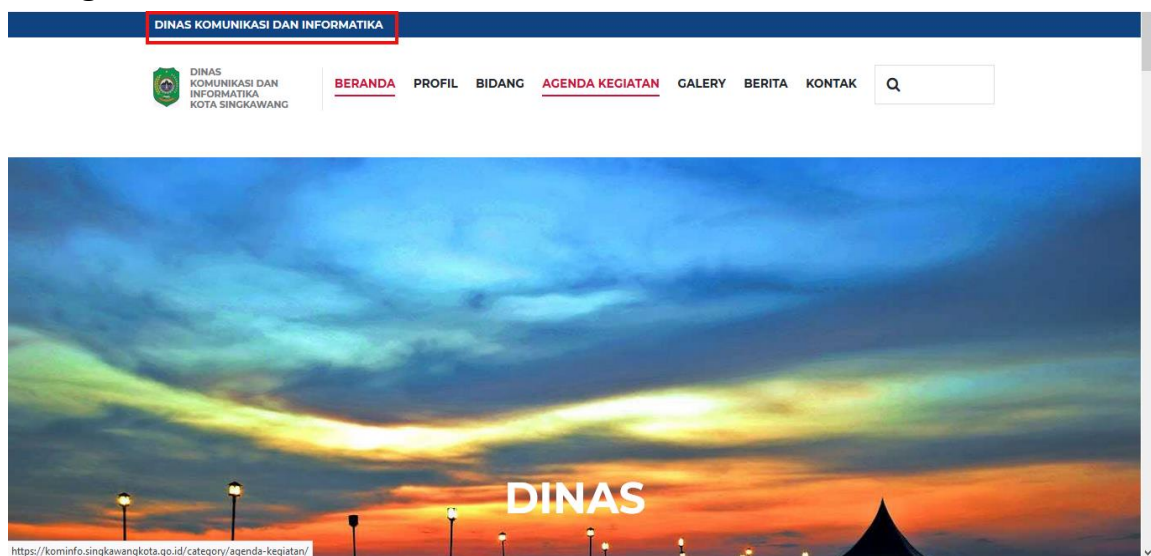 DINAS KOMUNIKASI DAN INFORMATIKA
DINAS
KOMUNIKASI DAN
INFORMATIKA
KOTA SINGKAWANG
BERANDA PROFIL BIDANG AGENDA KEGIATAN GALERY BERITA KONTAK
DINAS
https://kominfo.singkawangkota.go.id/category/agenda-kegiatan/